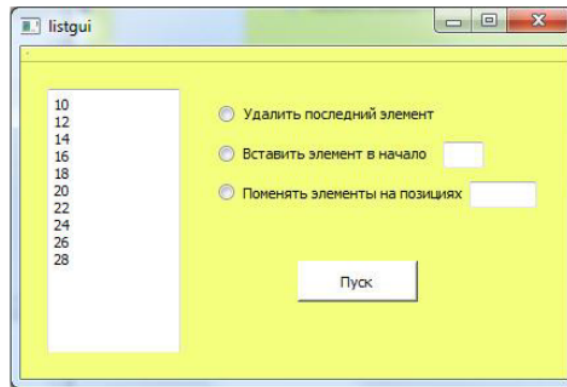 listgui
10
12
14
16
18
20
22
24
26
28
Удалить последний элемент
Вставить элемент в начало
Поменять элементы на позициях
Пуск